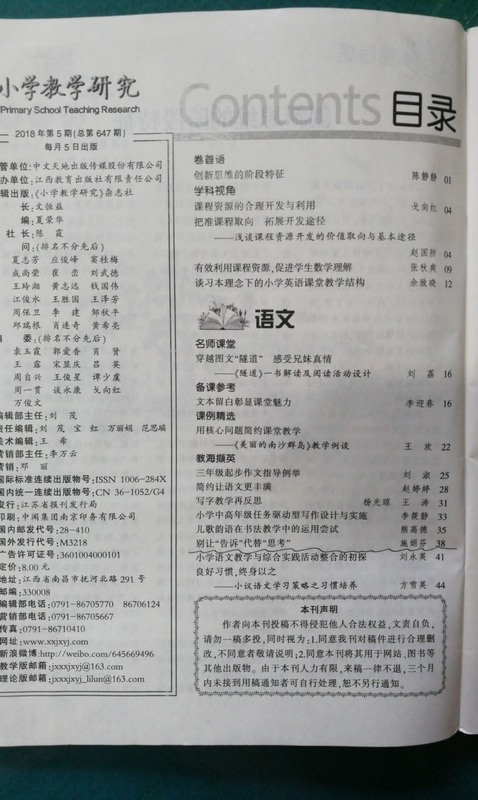 小学教学研究
Primary School Teaching Research
2018年第5期(总第647期)
每月5日出版
管单位:中文天地出版传媒股份有限公司
办单位:江西教育出版社有限责任公司
辑出版:《小学教学研究》杂志社
长:文恒益
编:夏荣华
社长:陈 霞
问:(排名不分先后)
夏志芳 应俊峰 窦桂梅
成尚荣 崔峦 刘武德
王玲湘 黄志远 钱国伟
江俊水 王胜国 王泽芳
周保卫 李建 邹秋平
邱瑞根 肖连奇 黄希亮
委:(排名不分先后)
袁玉霞 郭爱香 肖贤
王露 宋显庆 吕英
周自兴 王俊星 谭少虞
周一贯 谈永康 戈向红
万俊文
编辑部主任:刘 茂
责任编辑:刘茂 宝虹 万丽娟 范思瑶
美术编辑:王 希
营销部主任:李万云
营销:邓 丽
国际标准连续出版物号:ISSN 1006-284X
国内统一连续出版物号:CN 36-1052/G4
发行:江西省报刊发行局
印刷:中闻集团南京印务有限公司
国内邮发代号:28-410
国外发行代号:M3218
广告许可证号:3601004000101
定价:8.00元
地址:江西省南昌市抚河北路291号
邮编:330008
编辑部电话:0791-86705770 86706124
营销部电话:0791-86705667
传真:0791-86710410
网址:www.xxjxyj.com
新浪微博:http://weibo.com/645669496
教学版邮箱:jxxxjxyj@163.com
理论版邮箱:jxxxjxyj_lilun@163.com
Contents 目录
卷首语
创新思维的阶段特征 陈静静 01
学科视角
课程资源的合理开发与利用 戈向红 04
把准课程取向 拓展开发途径
——浅谈课程资源开发的价值取向与基本途径
赵国防 04
有效利用课程资源,促进学生数学理解 张秋爽 09
谈习本理念下的小学英语课堂教学结构 余放晓 12
语文
名师课堂
穿越图文“隧道” 感受兄妹真情
——《隧道》一书解读及阅读活动设计 刘嘉 16
备课参考
文本留白彰显课堂魅力 李迎春 16
课例精选
用核心问题简约课堂教学
——《美丽的南沙群岛》教学例谈 王欢 22
教海撷英
三年级起步作文指导例举 刘淑 25
简约让语文更丰满 赵婷婷 28
写字教学再反思 杨光琼 王涛 31
小学中高年级任务驱动型写作设计与实施 李羡静 33
儿歌韵语在书法教学中的运用尝试 熊高德 35
别让“告诉”代替“思考” 施娟芬 38
小学语文教学与综合实践活动整合的初探 刘永英 41
良好习惯,终身以之
——小议语文学习策略之习惯培养 方雪英 44
本刊声明
作者向本刊投稿不得侵犯他人合法权益,文责自负,
请勿一稿多投,同时视为:1.同意我刊对稿件进行合理删
改,不同意者敬请说明;2.同意本刊将其用于网站、图书等
其他出版物。由于本刊人力有限,来稿一律不退,三个月
内未接到用稿通知者可自行处理,恕不另行通知。